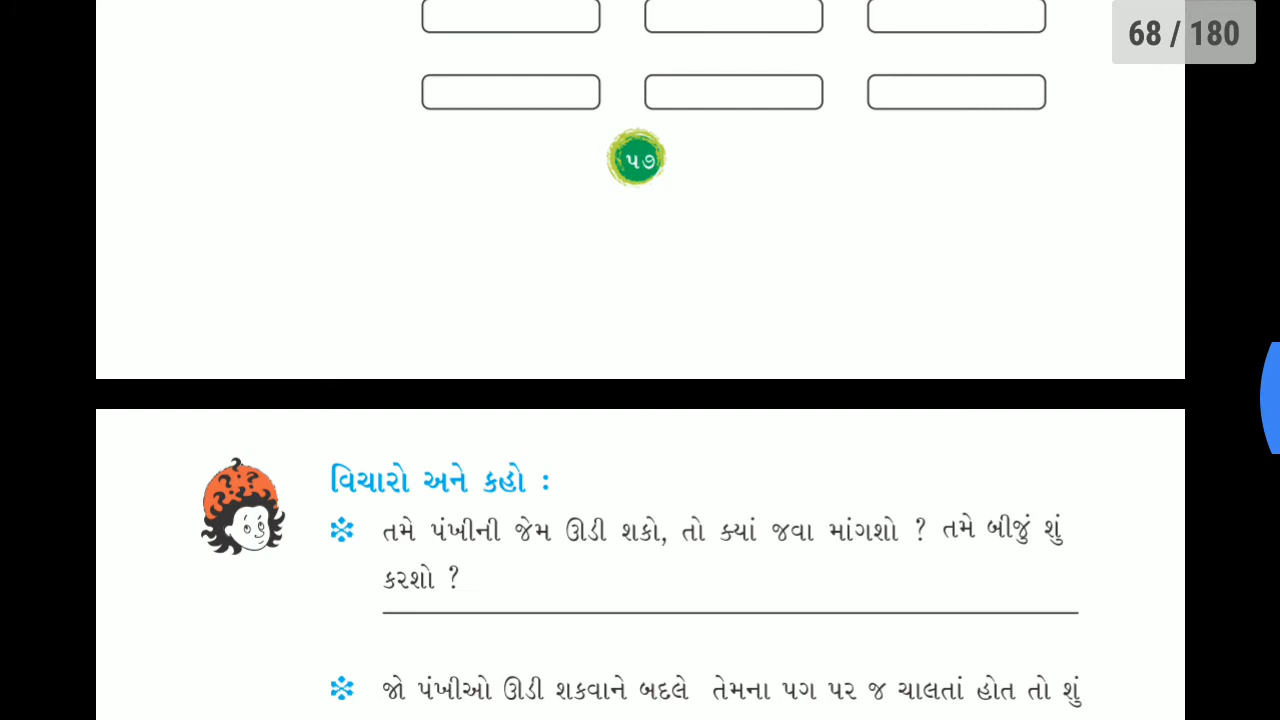 68 / 180
૫૭
વિચારો અને કહો :
તમે પંખીની જેમ ઊડી શકો, તો ક્યાં જવા માંગશો ? તમે બીજું શું
કરશો ?
જો પંખીઓ ઊડી શકવાને બદલે તેમના પગ પર જ ચાલતાં હોત તો શું